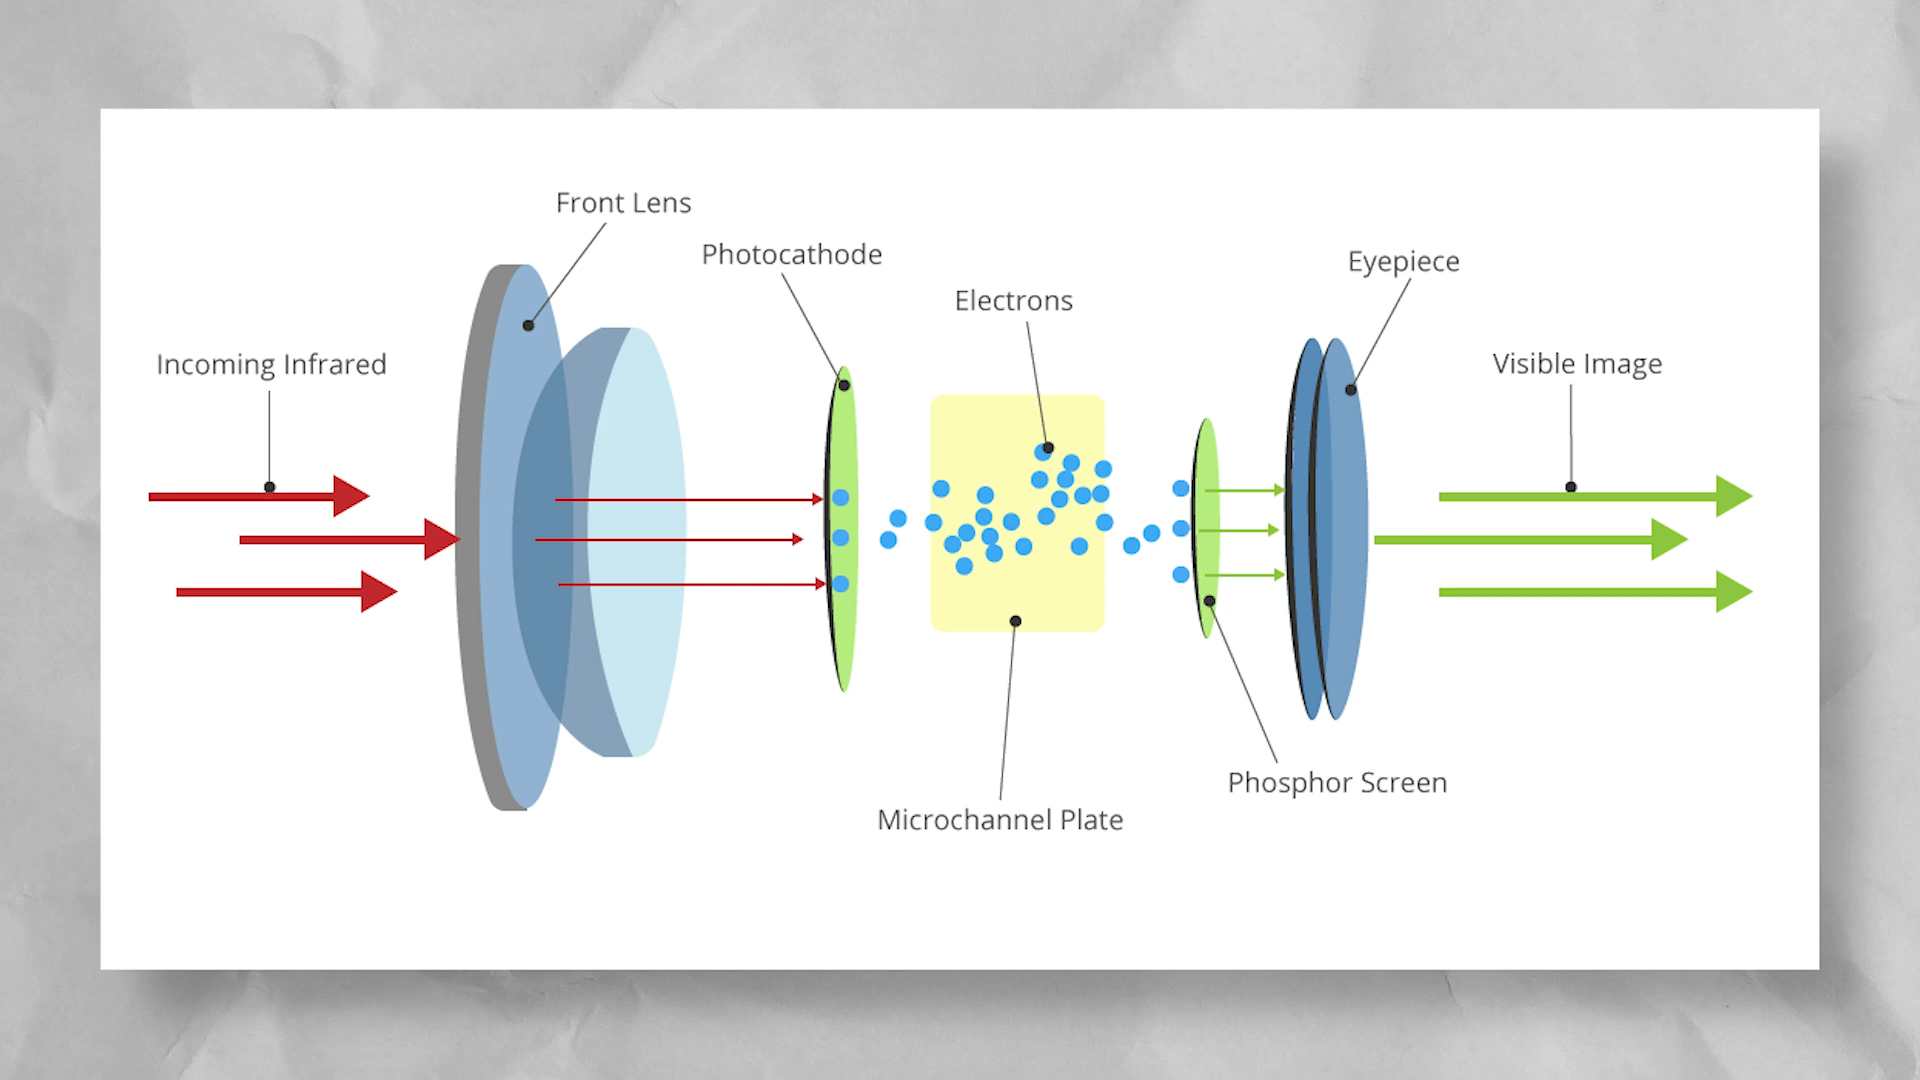 Front Lens
Photocathode
Eyepiece
Electrons
Incoming Infrared
Visible Image
Phosphor Screen
Microchannel Plate